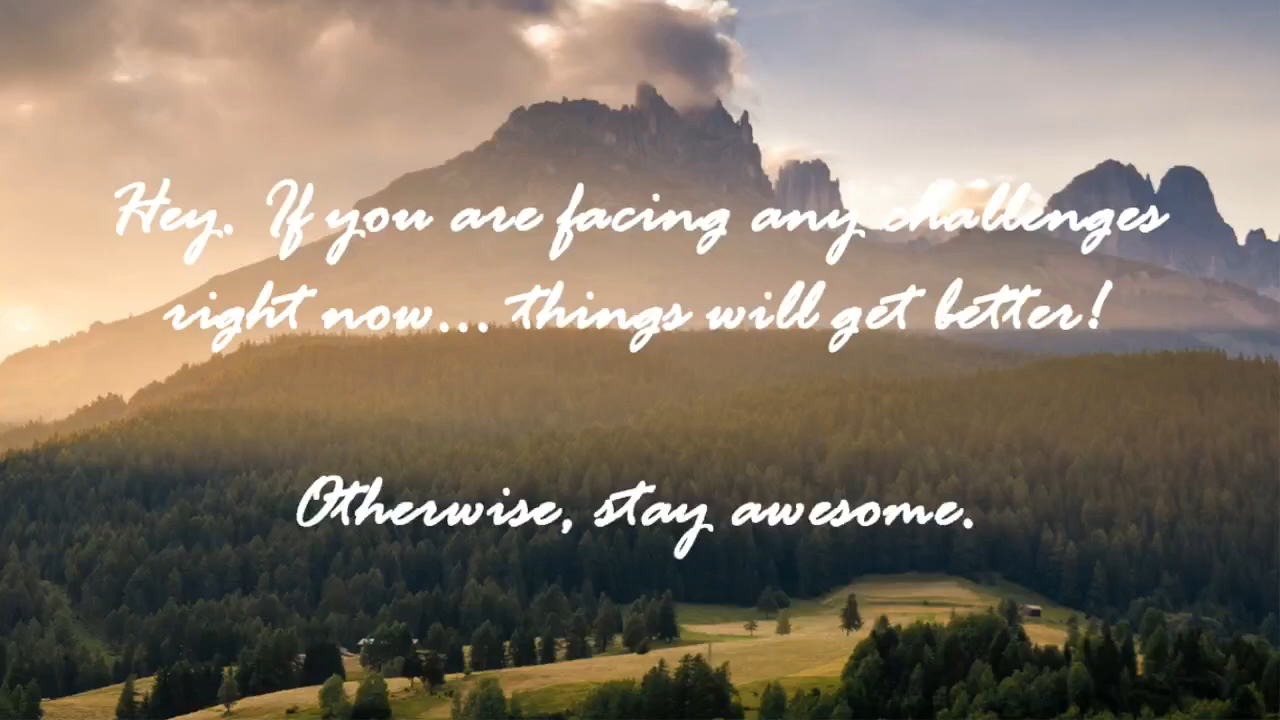 Hey. If you are facing any challenges
right now... things will get better!
Otherwise, stay awesome.